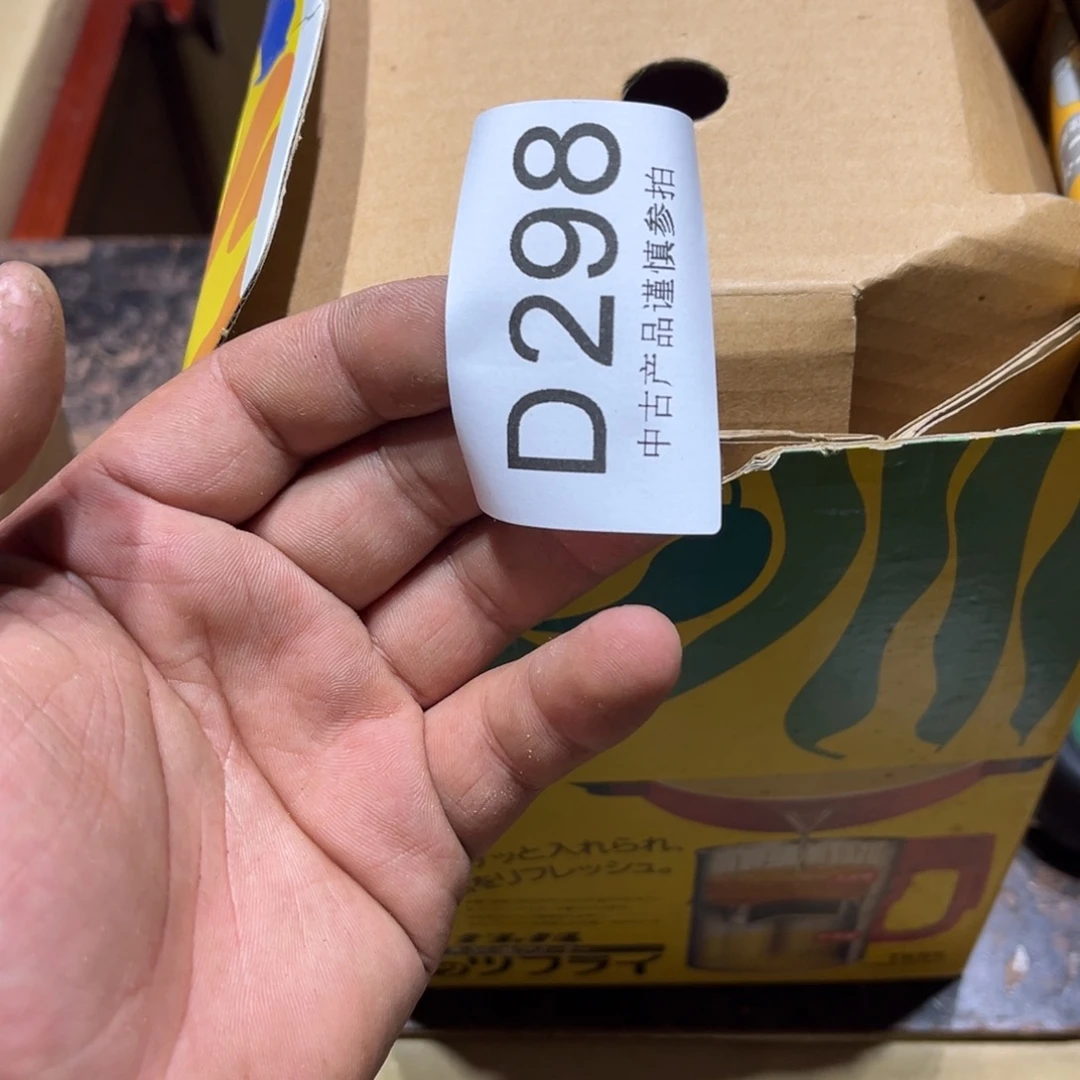 D298
中古产品谨慎参拍
ッと入れられ、
をリフレッシュ。
ツフライ